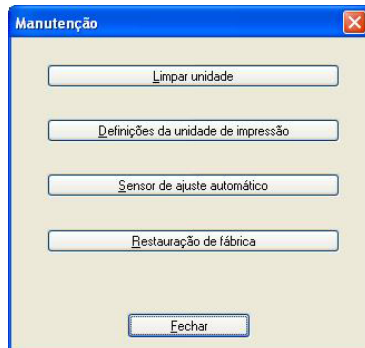 Manutenção
Limpar unidade
Definições da unidade de impressão
Sensor de ajuste automático
Restauração de fábrica
Fechar